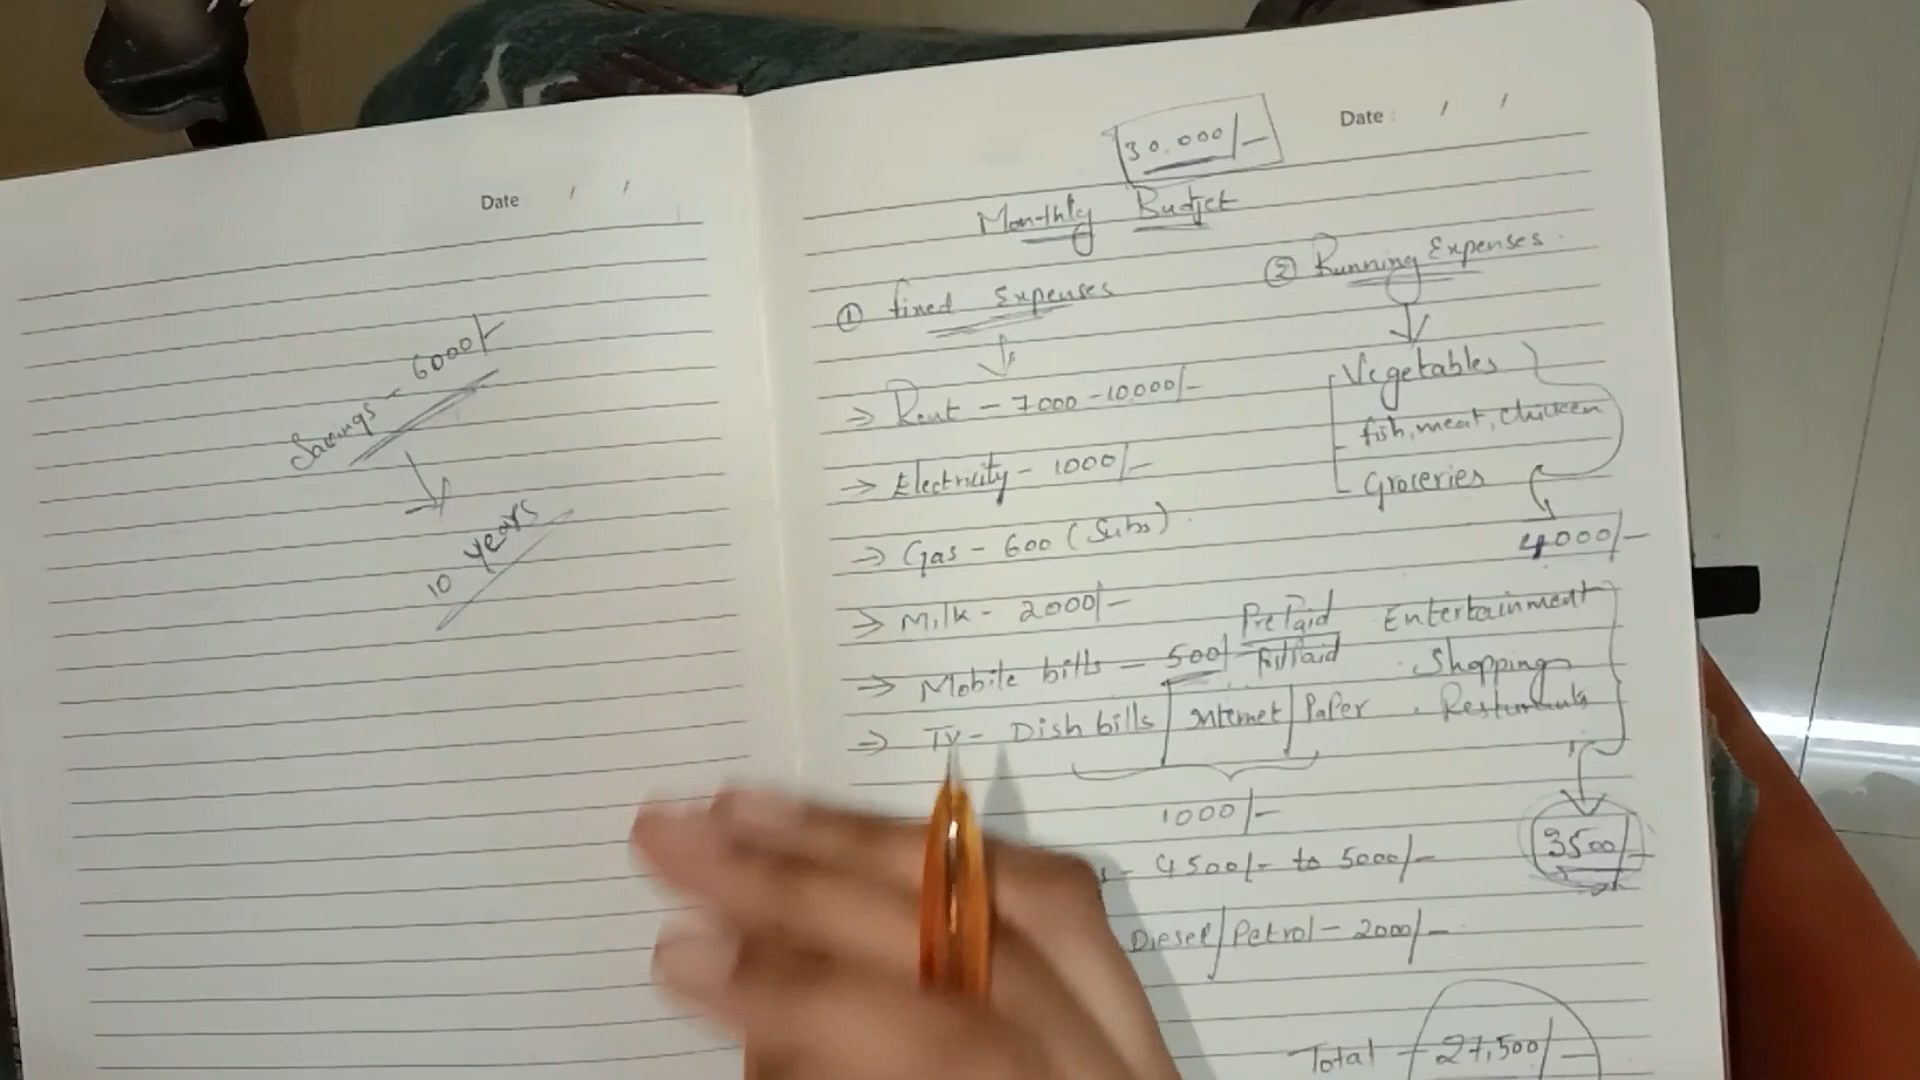 Date / /
Savings - 6000/-
10 years
30.000/-
Date : / /
Monthly Budget
① fixed Expenses
⇒ Rent - 7000 - 10,000/-
⇒ Electricity - 1000/-
⇒ Gas - 600 (Subs)
⇒ Milk - 2000/-
⇒ Mobile bills - 500/- PrePaid
⇒ TV - Dish bills / Internet / Paper
1000/-
- 4500/- to 5000/-
Diesel/Petrol - 2000/-
② Running Expenses.
Vegetables
fish, meat, chicken
Groceries
4000/-
Entertainment
Shopping
Resturants
3500/-
Total - 27,500/-